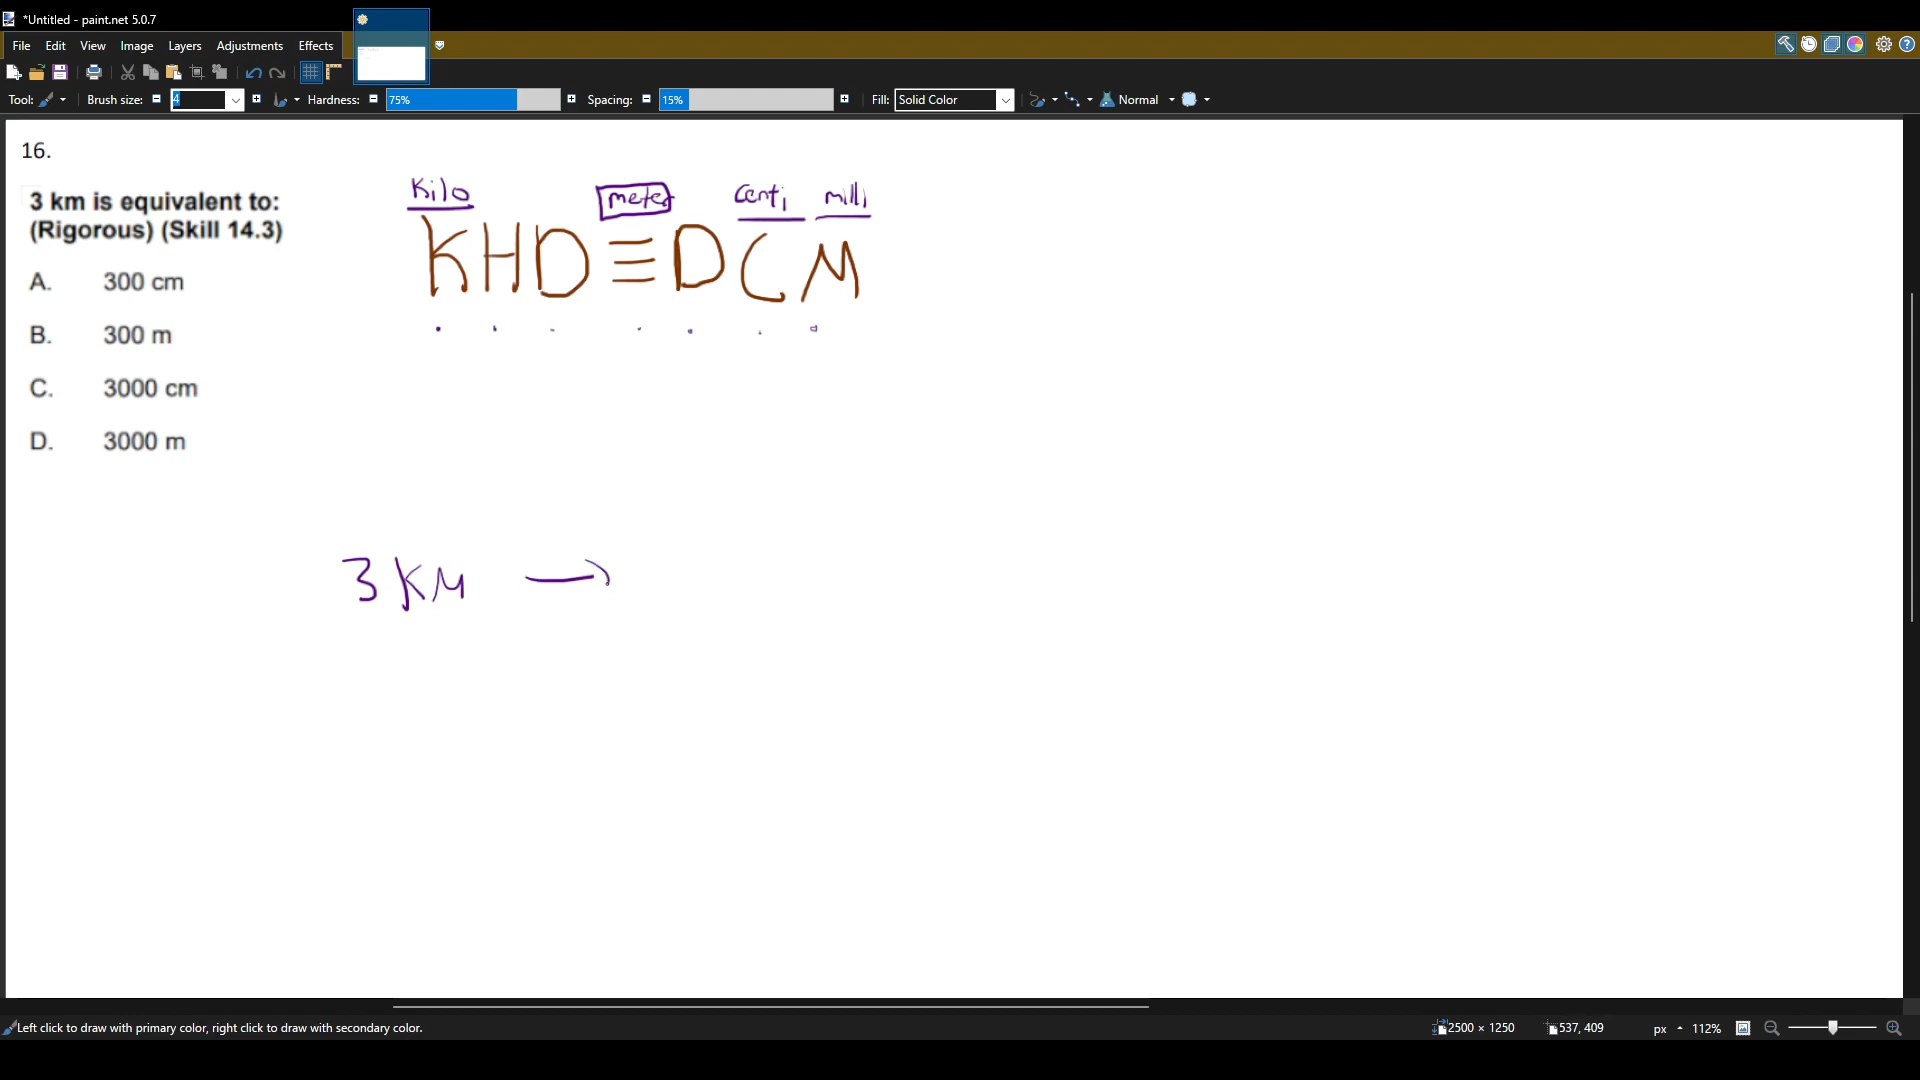 *Untitled - paint.net 5.0.7
File Edit View Image Layers Adjustments Effects
Tool: Brush size: 4 Hardness: 75% Spacing: 15% Fill: Solid Color Normal
16.
3 km is equivalent to:
(Rigorous) (Skill 14.3)
A. 300 cm
B. 300 m
C. 3000 cm
D. 3000 m
Kilo meter centi milli
K H D ≡ D C M
3 KM →
Left click to draw with primary color, right click to draw with secondary color.
2500 × 1250 537, 409 px 112%